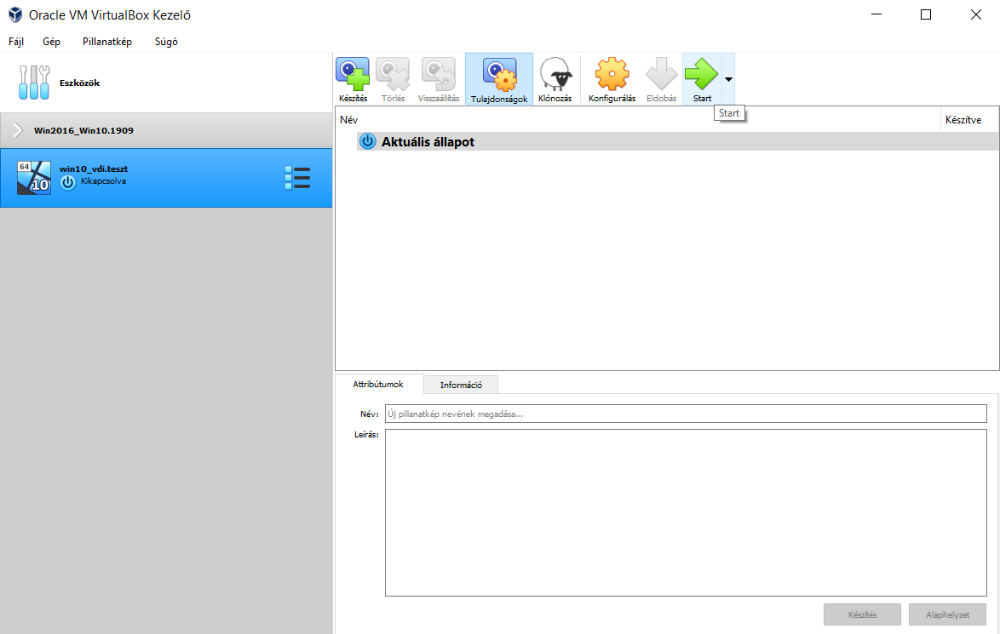 Oracle VM VirtualBox Kezelő
Fájl Gép Pillanatkép Súgó
Eszközök
Win2016_Win10.1909
64
10
win10_vdi.teszt
Kikapcsolva
Készítés Törlés Visszaállítás Tulajdonságok Klónozás Konfigurálás Eldobás Start
Start
Név Készítve
Aktuális állapot
Attribútumok Információ
Név: Új pillanatkép nevének megadása...
Leírás:
Készítés Alaphelyzet